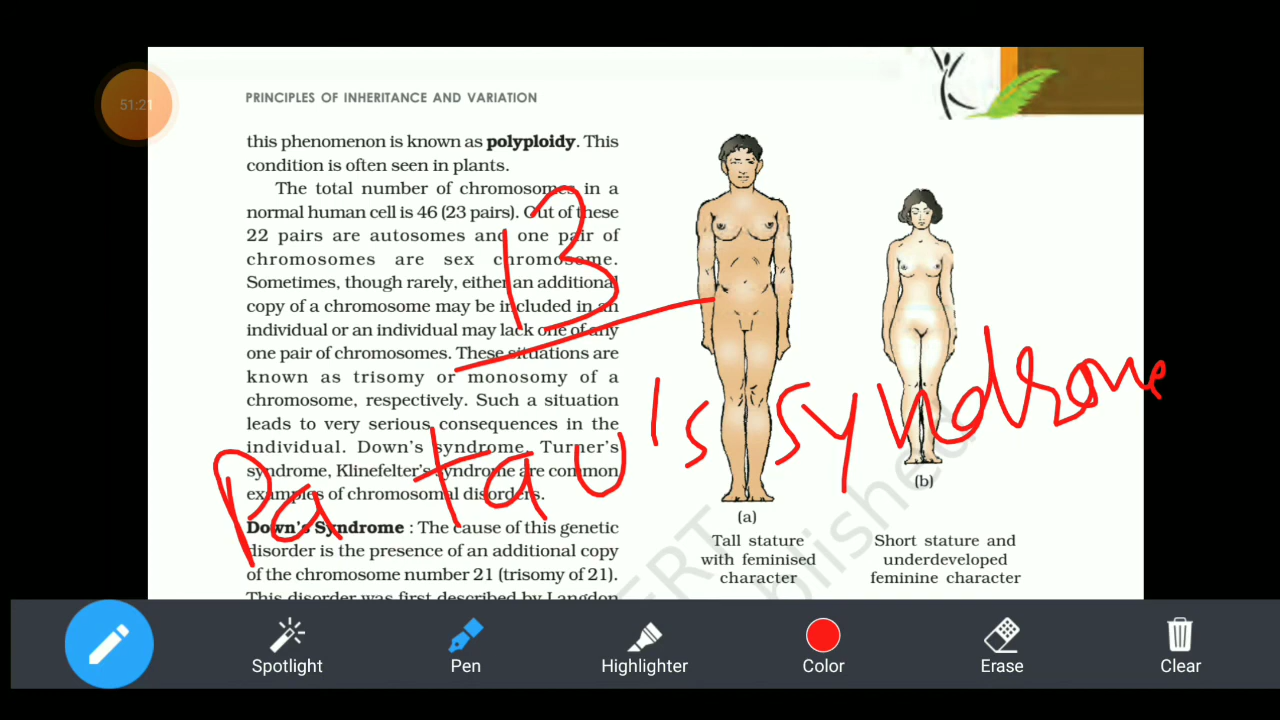 51:21
PRINCIPLES OF INHERITANCE AND VARIATION
this phenomenon is known as polyploidy. This
condition is often seen in plants.
The total number of chromosomes in a
normal human cell is 46 (23 pairs). Out of these
22 pairs are autosomes and one pair of
chromosomes are sex chromosome.
Sometimes, though rarely, either an additional
copy of a chromosome may be included in an
individual or an individual may lack one of any
one pair of chromosomes. These situations are
known as trisomy or monosomy of a
chromosome, respectively. Such a situation
leads to very serious consequences in the
individual. Down's syndrome, Turner's
syndrome, Klinefelter's syndrome are common
examples of chromosomal disorders.
Down's Syndrome : The cause of this genetic
disorder is the presence of an additional copy
of the chromosome number 21 (trisomy of 21).
This disorder was first described by Langdon
13
Patau's syndrome
(a)
Tall stature
with feminised
character
(b)
Short stature and
underdeveloped
feminine character
Spotlight
Pen
Highlighter
Color
Erase
Clear